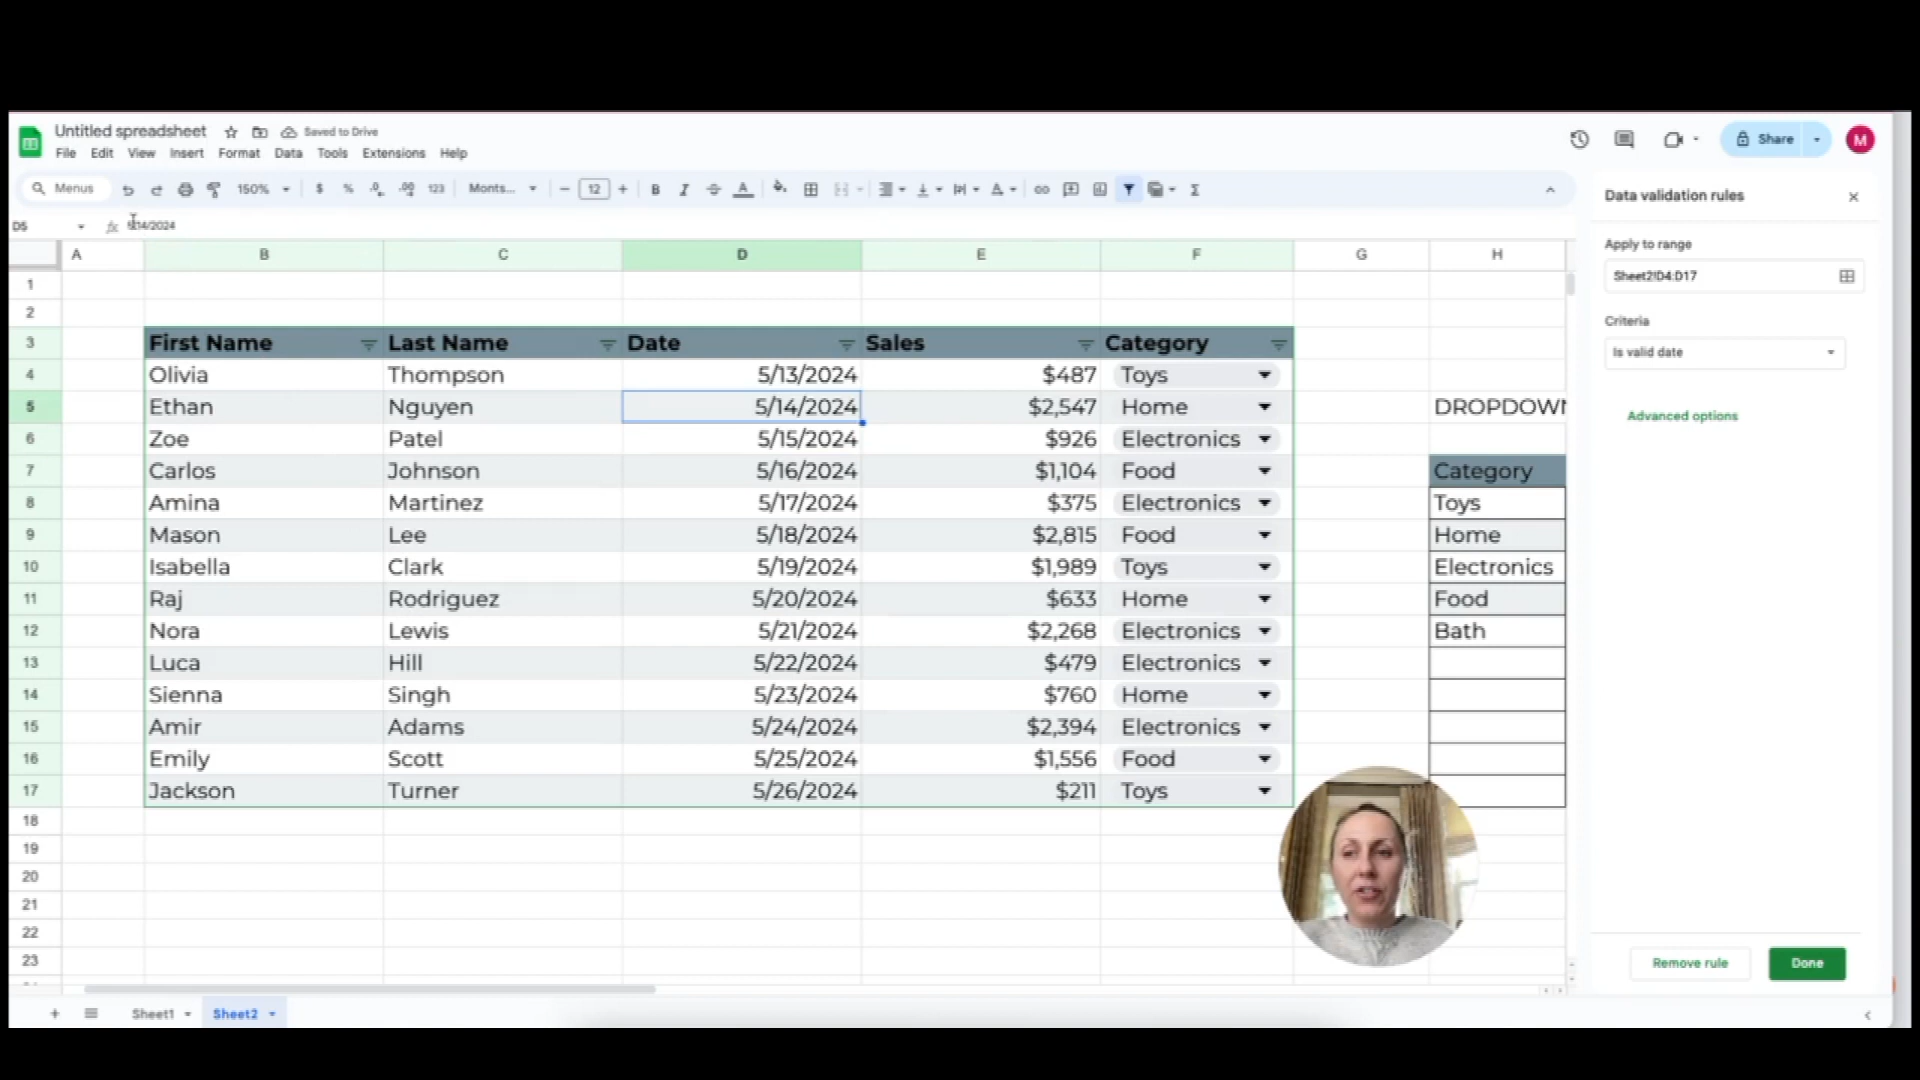 Untitled spreadsheet Saved to Drive
File Edit View Insert Format Data Tools Extensions Help
Share M
Menus 150% $ % .0 .00 123 Monts... 12 B I A
D5 fx
A B C D E F G H
1
2
3 First Name Last Name Date Sales Category
4 Olivia Thompson 5/13/2024 $487 Toys
5 Ethan Nguyen 5/14/2024 $2,547 Home DROPDOWN
6 Zoe Patel 5/15/2024 $926 Electronics
7 Carlos Johnson 5/16/2024 $1,104 Food Category
8 Amina Martinez 5/17/2024 $375 Electronics Toys
9 Mason Lee 5/18/2024 $2,815 Food Home
10 Isabella Clark 5/19/2024 $1,989 Toys Electronics
11 Raj Rodriguez 5/20/2024 $633 Home Food
12 Nora Lewis 5/21/2024 $2,268 Electronics Bath
13 Luca Hill 5/22/2024 $479 Electronics
14 Sienna Singh 5/23/2024 $760 Home
15 Amir Adams 5/24/2024 $2,394 Electronics
16 Emily Scott 5/25/2024 $1,556 Food
17 Jackson Turner 5/26/2024 $211 Toys
18
19
20
21
22
23
Sheet1 Sheet2
Data validation rules
Apply to range
Sheet2!D4:D17
Criteria
Is valid date
Advanced options
Remove rule Done